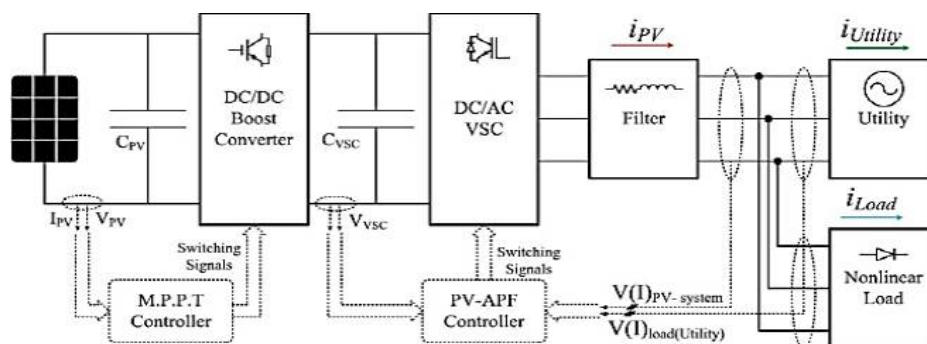 i_PV
i_Utility
DC/DC
Boost
Converter
DC/AC
VSC
Filter
Utility
C_PV
C_VSC
I_PV
V_PV
V_VSC
i_Load
Switching
Signals
Switching
Signals
M.P.P.T
Controller
PV-APF
Controller
V(I)_PV- system
V(I)_load(Utility)
Nonlinear
Load